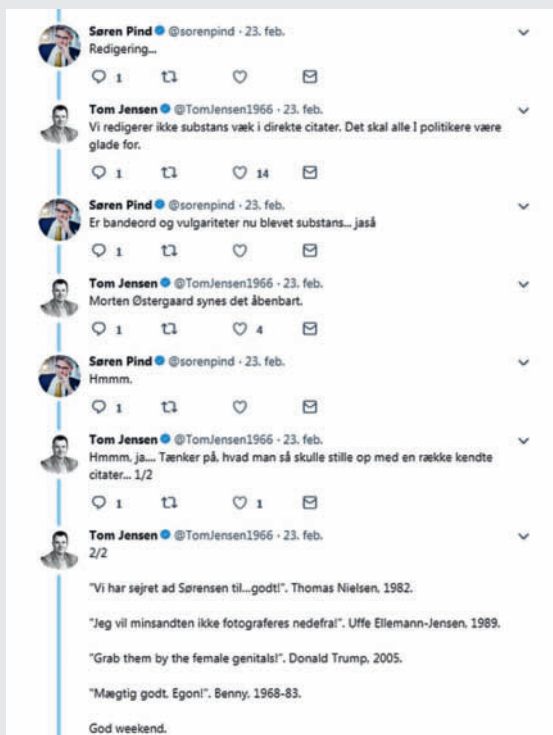 Søren Pind @sorenpind · 23. feb.
Redigering...
1
Tom Jensen @TomJensen1966 · 23. feb.
Vi redigerer ikke substans væk i direkte citater. Det skal alle I politikere være
glade for.
1 14
Søren Pind @sorenpind · 23. feb.
Er bandeord og vulgariteter nu blevet substans... jaså
1
Tom Jensen @TomJensen1966 · 23. feb.
Morten Østergaard synes det åbenbart.
1 4
Søren Pind @sorenpind · 23. feb.
Hmmm.
1
Tom Jensen @TomJensen1966 · 23. feb.
Hmmm, ja.... Tænker på, hvad man så skulle stille op med en række kendte
citater... 1/2
1 1
Tom Jensen @TomJensen1966 · 23. feb.
2/2
"Vi har sejret ad Sørensen til...godt!". Thomas Nielsen, 1982.
"Jeg vil minsandten ikke fotograferes nedefra!". Uffe Ellemann-Jensen, 1989.
"Grab them by the female genitals!". Donald Trump, 2005.
"Mægtig godt, Egon!". Benny, 1968-83.
God weekend.